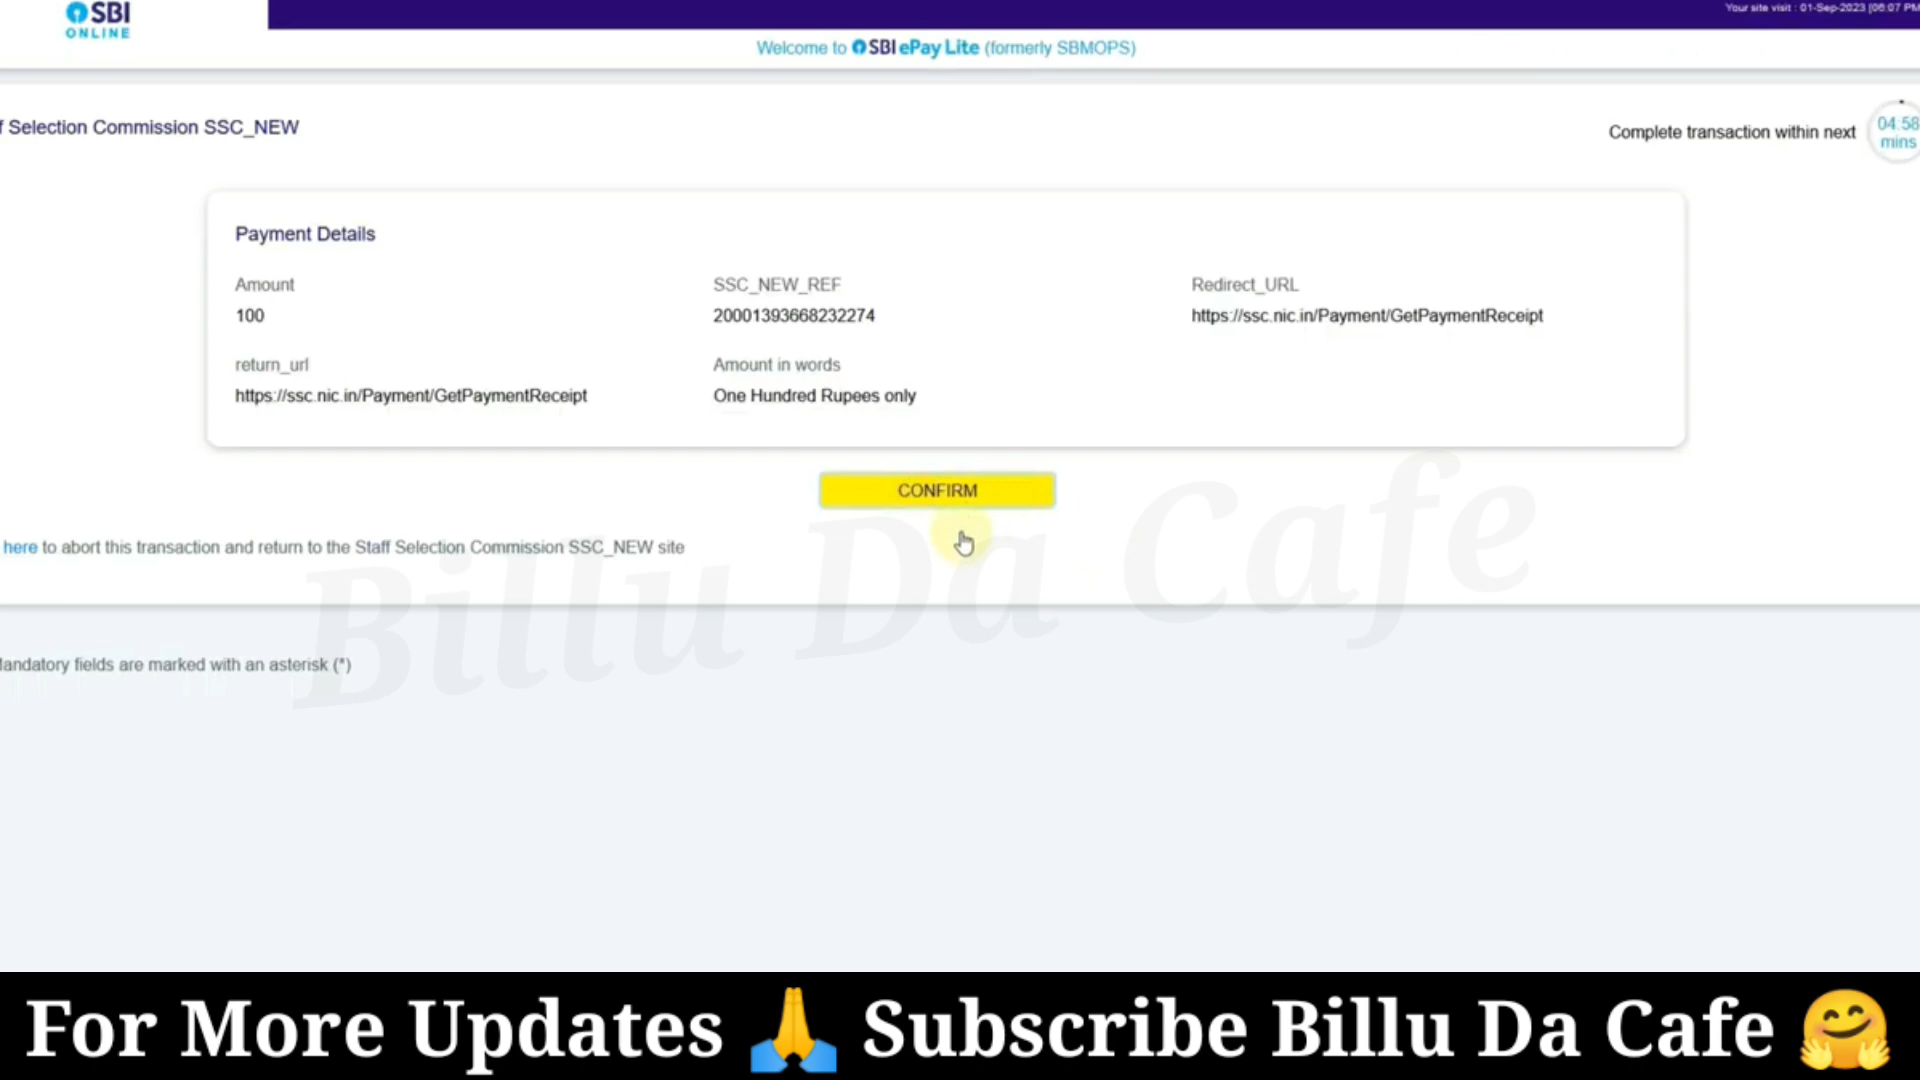 SBI
ONLINE
Your site visit : 01-Sep-2023 [06:07 PM
Welcome to SBI ePay Lite (formerly SBMOPS)
f Selection Commission SSC_NEW
Complete transaction within next
04:58
mins
Payment Details
Amount
100
SSC_NEW_REF
20001393668232274
Redirect_URL
https://ssc.nic.in/Payment/GetPaymentReceipt
return_url
https://ssc.nic.in/Payment/GetPaymentReceipt
Amount in words
One Hundred Rupees only
CONFIRM
here to abort this transaction and return to the Staff Selection Commission SSC_NEW site
Billu Da Cafe
andatory fields are marked with an asterisk (*)
For More Updates 🙏 Subscribe Billu Da Cafe 🤗